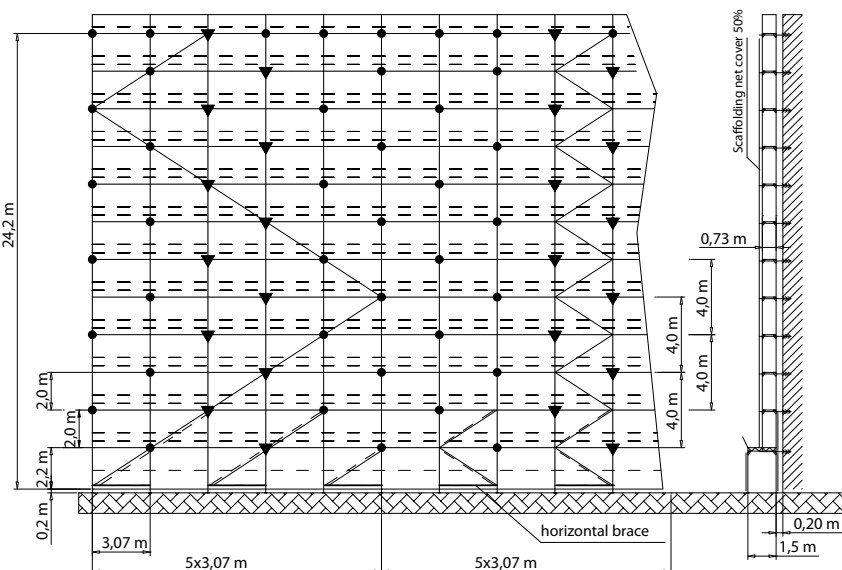 Scaffolding net cover 50%
24,2 m
0,73 m
4,0 m
4,0 m
4,0 m
4,0 m
2,0 m
2,0 m
2,2 m
0,2 m
horizontal brace
0,20 m
3,07 m
1,5 m
5x3,07 m
5x3,07 m